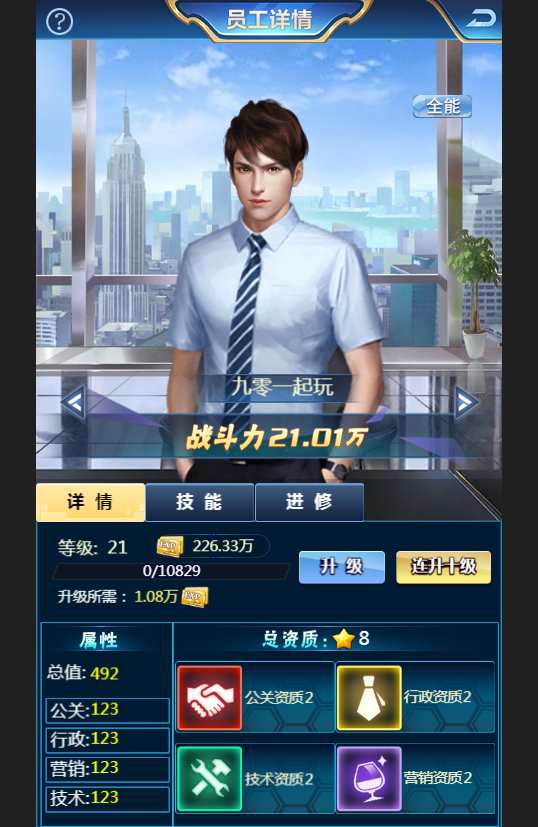 ?
员工详情
全能
九零一起玩
战斗力21.01万
详 情
技 能
进 修
等级: 21
EXP
226.33万
0/10829
升 级
连升十级
升级所需：1.08万
EXP
属性
总资质:
8
总值: 492
公关:123
行政:123
营销:123
技术:123
公关资质2
行政资质2
技术资质2
营销资质2